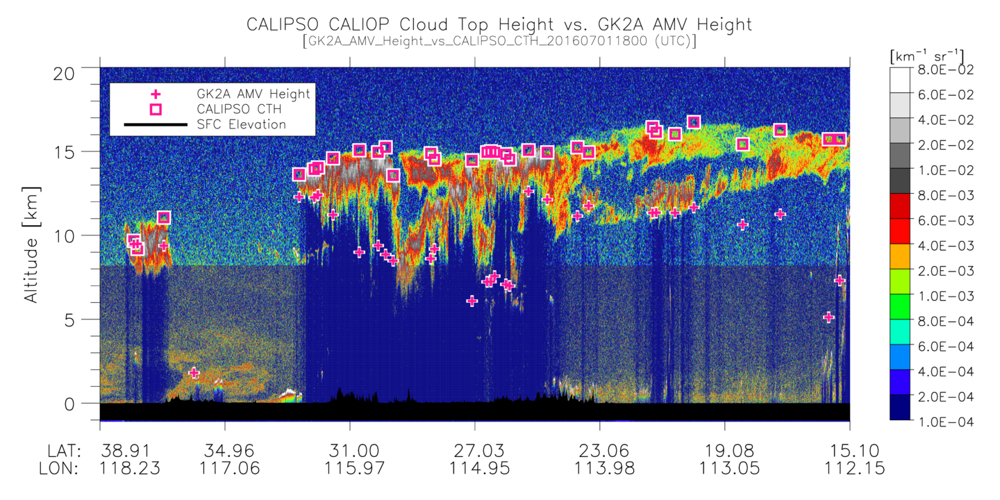 CALIPSO CALIOP Cloud Top Height vs. GK2A AMV Height
[GK2A_AMV_Height_vs_CALIPSO_CTH_201607011800 (UTC)]
[km⁻¹ sr⁻¹]
GK2A AMV Height
CALIPSO CTH
SFC Elevation
Altitude [km]
20
15
10
5
0
8.0E-02
6.0E-02
4.0E-02
2.0E-02
1.0E-02
8.0E-03
6.0E-03
4.0E-03
2.0E-03
1.0E-03
8.0E-04
6.0E-04
4.0E-04
2.0E-04
1.0E-04
LAT: 38.91 34.96 31.00 27.03 23.06 19.08 15.10
LON: 118.23 117.06 115.97 114.95 113.98 113.05 112.15